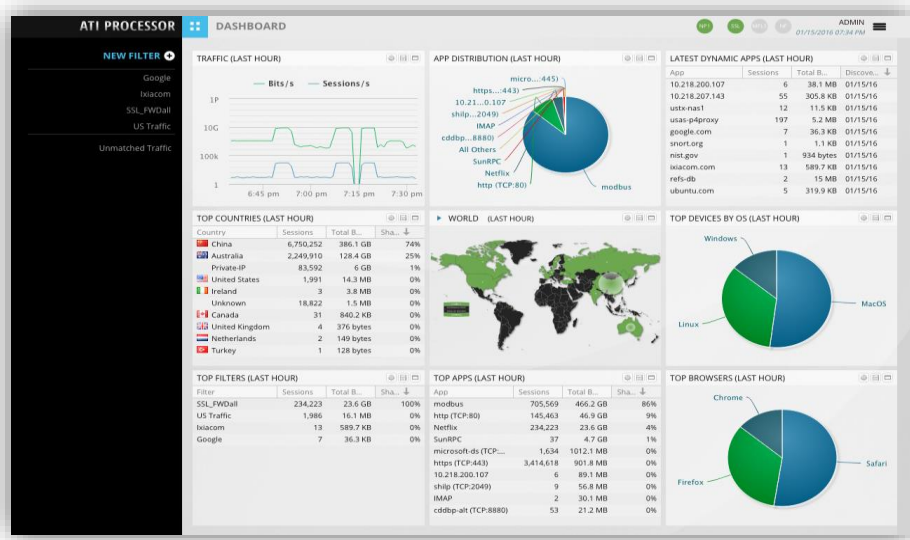 ATI PROCESSOR
DASHBOARD
NP1
SSL
ADMIN
01/15/2016 07:34 PM
NEW FILTER
Google
Ixiacom
SSL_FWDall
US Traffic
Unmatched Traffic
TRAFFIC (LAST HOUR)
Bits/s
Sessions/s
1P
10G
100k
1
6:45 pm
7:00 pm
7:15 pm
7:30 pm
APP DISTRIBUTION (LAST HOUR)
micro...:445)
https...:443)
10.21...0.107
shilp...:2049)
IMAP
cddbp...8880)
All Others
SunRPC
Netflix
http (TCP:80)
modbus
LATEST DYNAMIC APPS (LAST HOUR)
App Sessions Total B... Discove...
10.218.200.107 6 38.1 MB 01/15/16
10.218.207.143 55 305.8 KB 01/15/16
ustx-nas1 12 11.5 KB 01/15/16
usas-p4proxy 197 5.2 MB 01/15/16
google.com 7 36.3 KB 01/15/16
snort.org 1 1.1 KB 01/15/16
nist.gov 1 934 bytes 01/15/16
ixiacom.com 13 589.7 KB 01/15/16
refs-db 2 15 MB 01/15/16
ubuntu.com 5 319.9 KB 01/15/16
TOP COUNTRIES (LAST HOUR)
Country Sessions Total B... Sha...
China 6,750,252 386.1 GB 74%
Australia 2,249,910 128.4 GB 25%
Private-IP 83,592 6 GB 1%
United States 1,991 14.3 MB 0%
Ireland 3 3.8 MB 0%
Unknown 18,822 1.5 MB 0%
Canada 31 840.2 KB 0%
United Kingdom 4 376 bytes 0%
Netherlands 2 149 bytes 0%
Turkey 1 128 bytes 0%
WORLD (LAST HOUR)
TOP DEVICES BY OS (LAST HOUR)
Windows
MacOS
Linux
TOP FILTERS (LAST HOUR)
Filter Sessions Total B... Sha...
SSL_FWDall 234,223 23.6 GB 100%
US Traffic 1,986 16.1 MB 0%
Ixiacom 13 589.7 KB 0%
Google 7 36.3 KB 0%
TOP APPS (LAST HOUR)
App Sessions Total B... Sha...
modbus 705,569 466.2 GB 86%
http (TCP:80) 145,463 46.9 GB 9%
Netflix 234,223 23.6 GB 4%
SunRPC 37 4.7 GB 1%
microsoft-ds (TCP:... 1,634 1012.1 MB 0%
https (TCP:443) 3,414,618 901.8 MB 0%
10.218.200.107 6 89.1 MB 0%
shilp (TCP:2049) 9 56.8 MB 0%
IMAP 2 30.1 MB 0%
cddbp-alt (TCP:8880) 53 21.2 MB 0%
TOP BROWSERS (LAST HOUR)
Chrome
Safari
Firefox